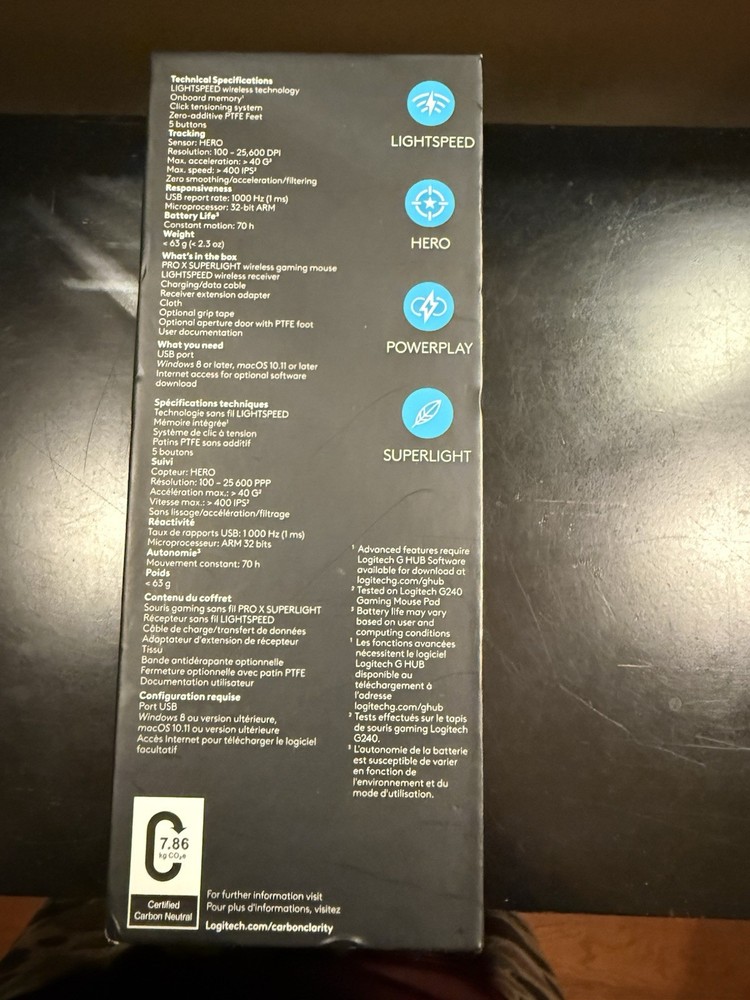 Technical Specifications
LIGHTSPEED wireless technology
Onboard memory¹
Click tensioning system
Zero-additive PTFE Feet
5 buttons
Tracking
Sensor: HERO
Resolution: 100 – 25,600 DPI
Max. acceleration: > 40 G²
Max. speed: > 400 IPS²
Zero smoothing/acceleration/filtering
Responsiveness
USB report rate: 1000 Hz (1 ms)
Microprocessor: 32-bit ARM
Battery Life³
Constant motion: 70 h
Weight
< 63 g (< 2.3 oz)
What's in the box
PRO X SUPERLIGHT wireless gaming mouse
LIGHTSPEED wireless receiver
Charging/data cable
Receiver extension adapter
Cloth
Optional grip tape
Optional aperture door with PTFE foot
User documentation
What you need
USB port
Windows 8 or later, macOS 10.11 or later
Internet access for optional software
download
Spécifications techniques
Technologie sans fil LIGHTSPEED
Mémoire intégrée¹
Système de clic à tension
Patins PTFE sans additif
5 boutons
Suivi
Capteur: HERO
Résolution: 100 – 25 600 PPP
Accélération max.: > 40 G²
Vitesse max.: > 400 IPS²
Sans lissage/accélération/filtrage
Réactivité
Taux de rapports USB: 1 000 Hz (1 ms)
Microprocesseur: ARM 32 bits
Autonomie³
Mouvement constant: 70 h
Poids
< 63 g
Contenu du coffret
Souris gaming sans fil PRO X SUPERLIGHT
Récepteur sans fil LIGHTSPEED
Câble de charge/transfert de données
Adaptateur d'extension de récepteur
Tissu
Bande antidérapante optionnelle
Fermeture optionnelle avec patin PTFE
Documentation utilisateur
Configuration requise
Port USB
Windows 8 ou version ultérieure,
macOS 10.11 ou version ultérieure
Accès Internet pour télécharger le logiciel
facultatif
LIGHTSPEED
HERO
POWERPLAY
SUPERLIGHT
¹ Advanced features require
Logitech G HUB Software
available for download at
logitechg.com/ghub
² Tested on Logitech G240
Gaming Mouse Pad
³ Battery life may vary
based on user and
computing conditions
¹ Les fonctions avancées
nécessitent le logiciel
Logitech G HUB
disponible au
téléchargement à
l'adresse
logitechg.com/ghub
² Tests effectués sur le tapis
de souris gaming Logitech
G240.
³ L'autonomie de la batterie
est susceptible de varier
en fonction de
l'environnement et du
mode d'utilisation.
7.86
kg CO₂e
Certified
Carbon Neutral
For further information visit
Pour plus d'informations, visitez
Logitech.com/carbonclarity